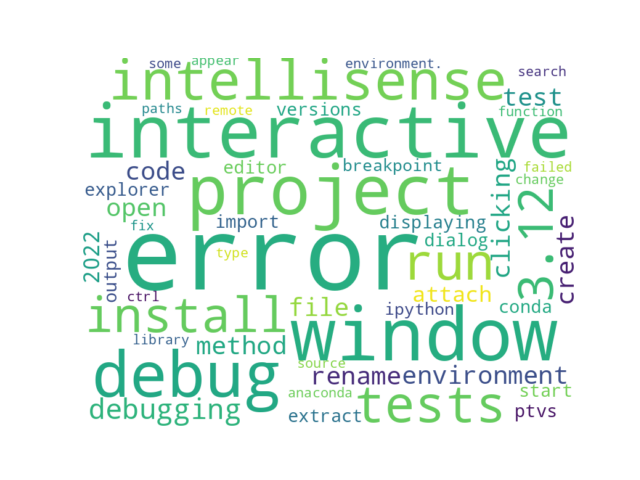 some appear environment.
intellisense search
paths remote versions test
interactive function
code editor breakpoint failed
explorer project clicking change
open import displaying 3.12
fix error dialog create
2022 output type run
ctrl attach
install file ipython conda
library method window
debug source rename environment
anaconda start
debugging extract tests ptvs